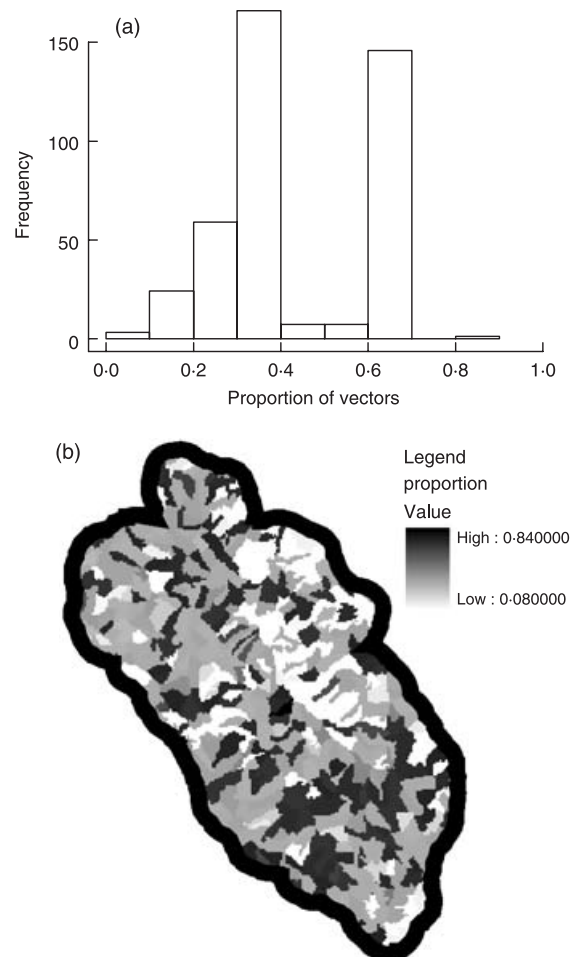 (a)
150
100
50
0
Frequency
0·0
0·2
0·4
0·6
0·8
1·0
Proportion of vectors
(b)
Legend
proportion
Value
High : 0·840000
Low : 0·080000